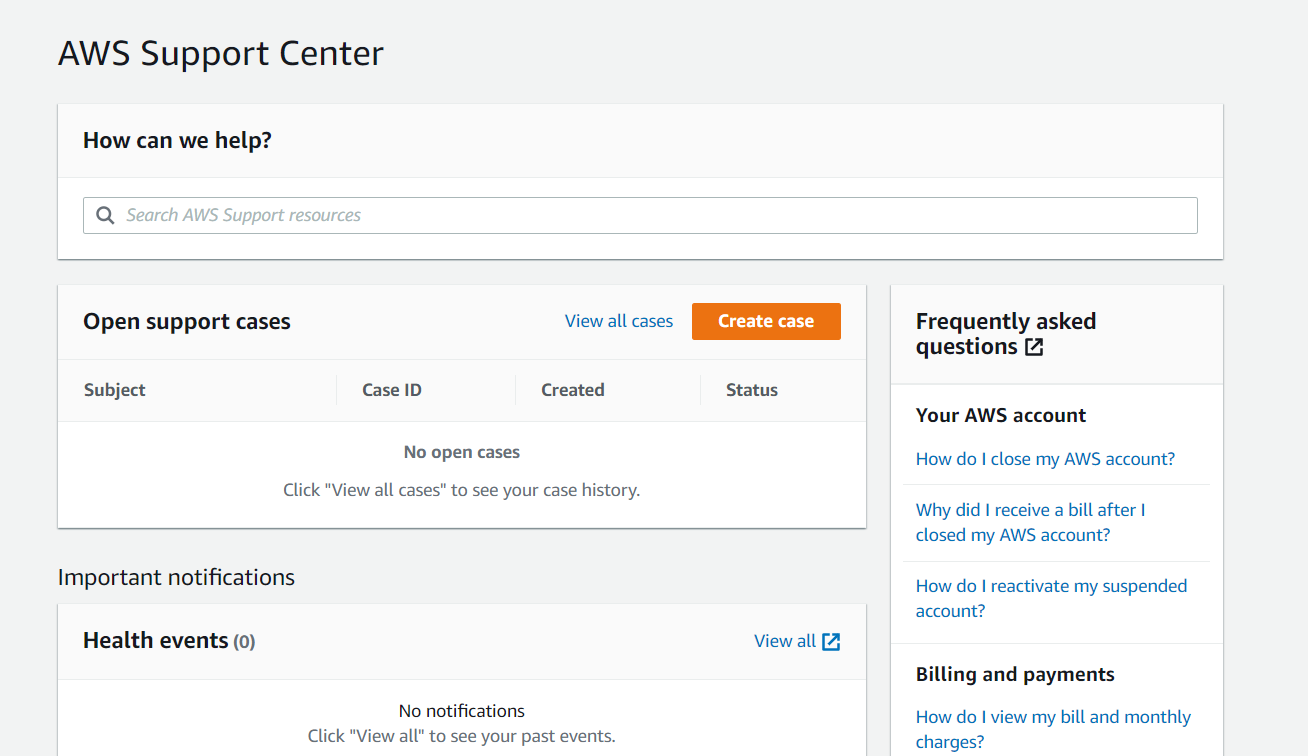 AWS Support Center
How can we help?
Search AWS Support resources
Open support cases
View all cases
Create case
Subject
Case ID
Created
Status
No open cases
Click "View all cases" to see your case history.
Important notifications
Health events (0)
View all
No notifications
Click "View all" to see your past events.
Frequently asked
questions
Your AWS account
How do I close my AWS account?
Why did I receive a bill after I
closed my AWS account?
How do I reactivate my suspended
account?
Billing and payments
How do I view my bill and monthly
charges?